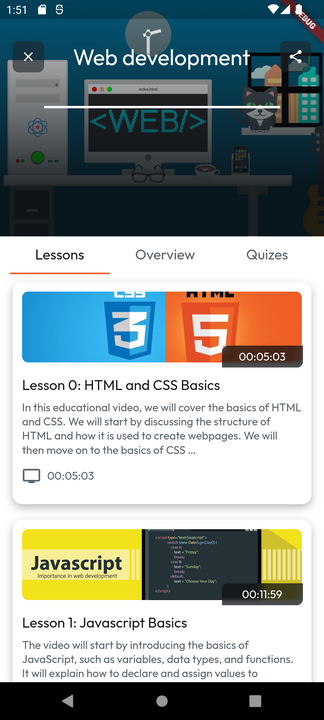 1:51
DEBUG
Web development
index.html
<WEB/>
Lessons
Overview
Quizes
CSS
HTML
3
5
00:05:03
Lesson 0: HTML and CSS Basics
In this educational video, we will cover the basics of HTML
and CSS. We will start by discussing the structure of
HTML and how it is used to create webpages. We will
then move on to the basics of CSS ...
00:05:03
Javascript
Importance in web development
00:11:59
Lesson 1: Javascript Basics
The video will start by introducing the basics of
JavaScript, such as variables, data types, and functions.
It will explain how to declare and assign values to